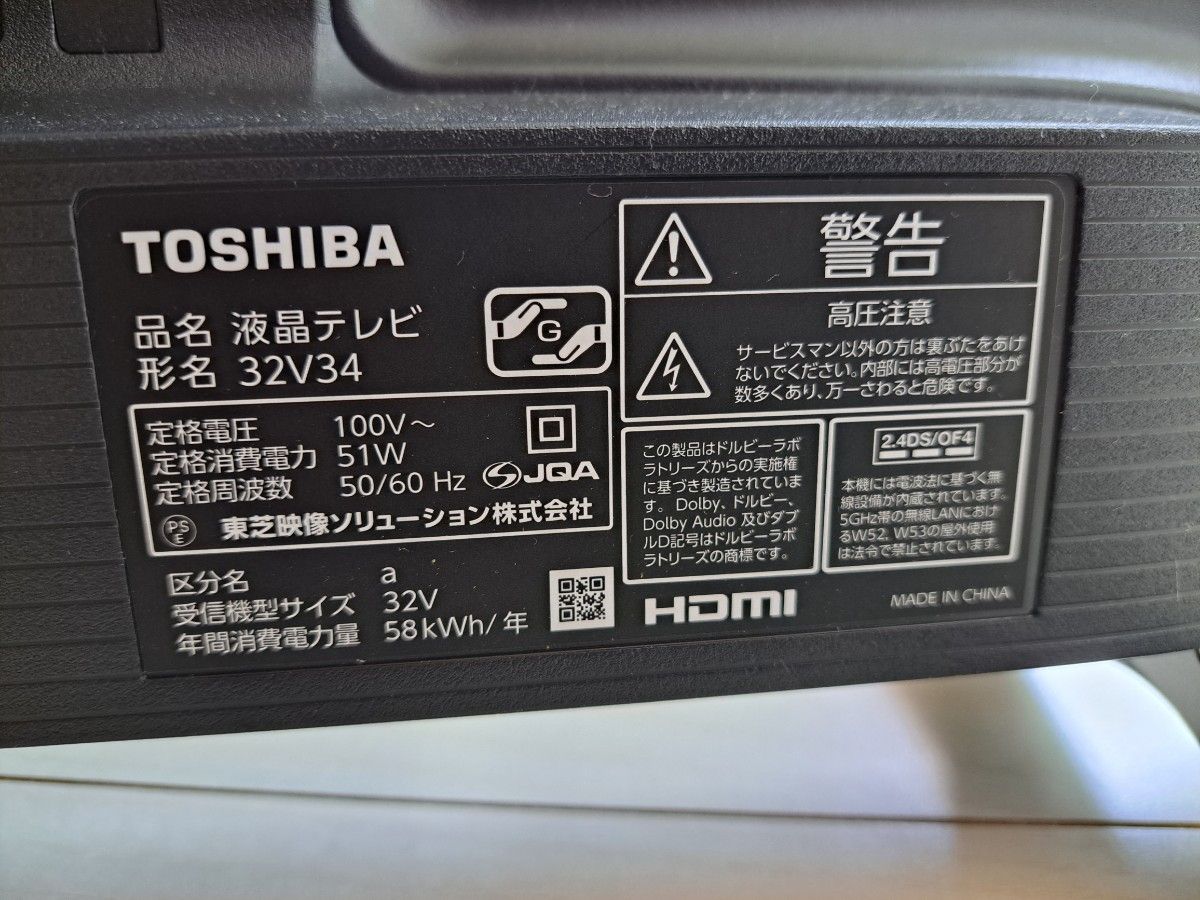 TOSHIBA
品名 液晶テレビ
形名 32V34
G
定格電圧 100V～
定格消費電力 51W
定格周波数 50/60 Hz
JQA
PS
E
東芝映像ソリューション株式会社
区分名 a
受信機型サイズ 32V
年間消費電力量 58kWh/年
警告
高圧注意
サービスマン以外の方は裏ぶたをあけ
ないでください。内部には高電圧部分が
数多くあり、万一さわると危険です。
この製品はドルビーラボ
ラトリーズからの実施権
に基づき製造されていま
す。Dolby、ドルビー、
Dolby Audio 及びダブ
ルD記号はドルビーラボ
ラトリーズの商標です。
2.4DS/OF4
本機には電波法に基づく無
線設備が内蔵されています。
5GHz帯の無線LANにおけ
るW52、W53の屋外使用
は法令で禁止されています。
HDMI
MADE IN CHINA